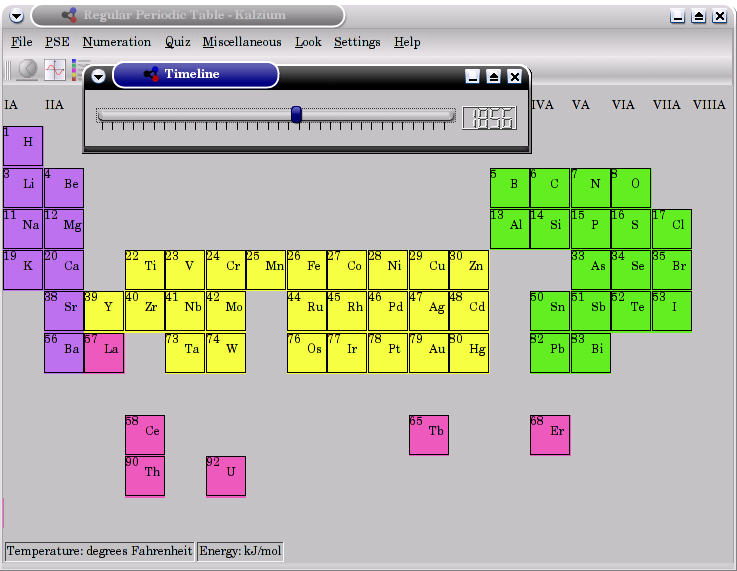 Regular Periodic Table - Kalzium
File PSE Numeration Quiz Miscellaneous Look Settings Help
Timeline
1856
IA IIA IVA VA VIA VIIA VIIIA
1 H
3 Li 4 Be 5 B 6 C 7 N 8 O
11 Na 12 Mg 13 Al 14 Si 15 P 16 S 17 Cl
19 K 20 Ca 22 Ti 23 V 24 Cr 25 Mn 26 Fe 27 Co 28 Ni 29 Cu 30 Zn 33 As 34 Se 35 Br
38 Sr 39 Y 40 Zr 41 Nb 42 Mo 44 Ru 45 Rh 46 Pd 47 Ag 48 Cd 50 Sn 51 Sb 52 Te 53 I
56 Ba 57 La 73 Ta 74 W 76 Os 77 Ir 78 Pt 79 Au 80 Hg 82 Pb 83 Bi
58 Ce 65 Tb 68 Er
90 Th 92 U
Temperature: degrees Fahrenheit Energy: kJ/mol